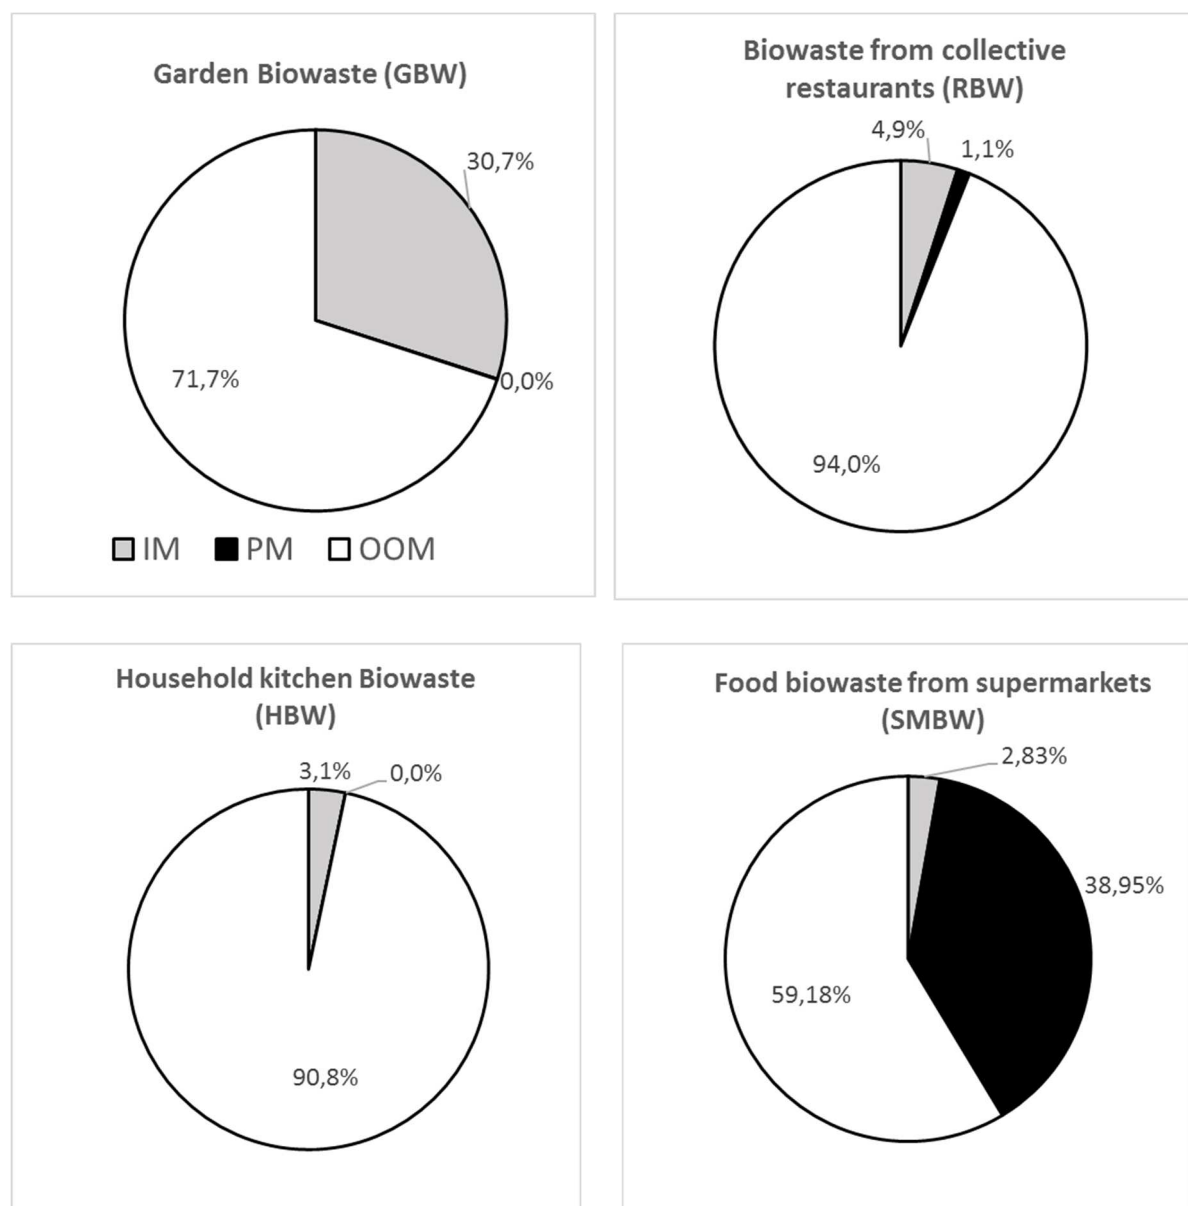 Garden Biowaste (GBW)
30,7%
71,7%
0,0%
IM PM OOM
Biowaste from collective
restaurants (RBW)
4,9%
1,1%
94,0%
Household kitchen Biowaste
(HBW)
3,1%
0,0%
90,8%
Food biowaste from supermarkets
(SMBW)
2,83%
38,95%
59,18%